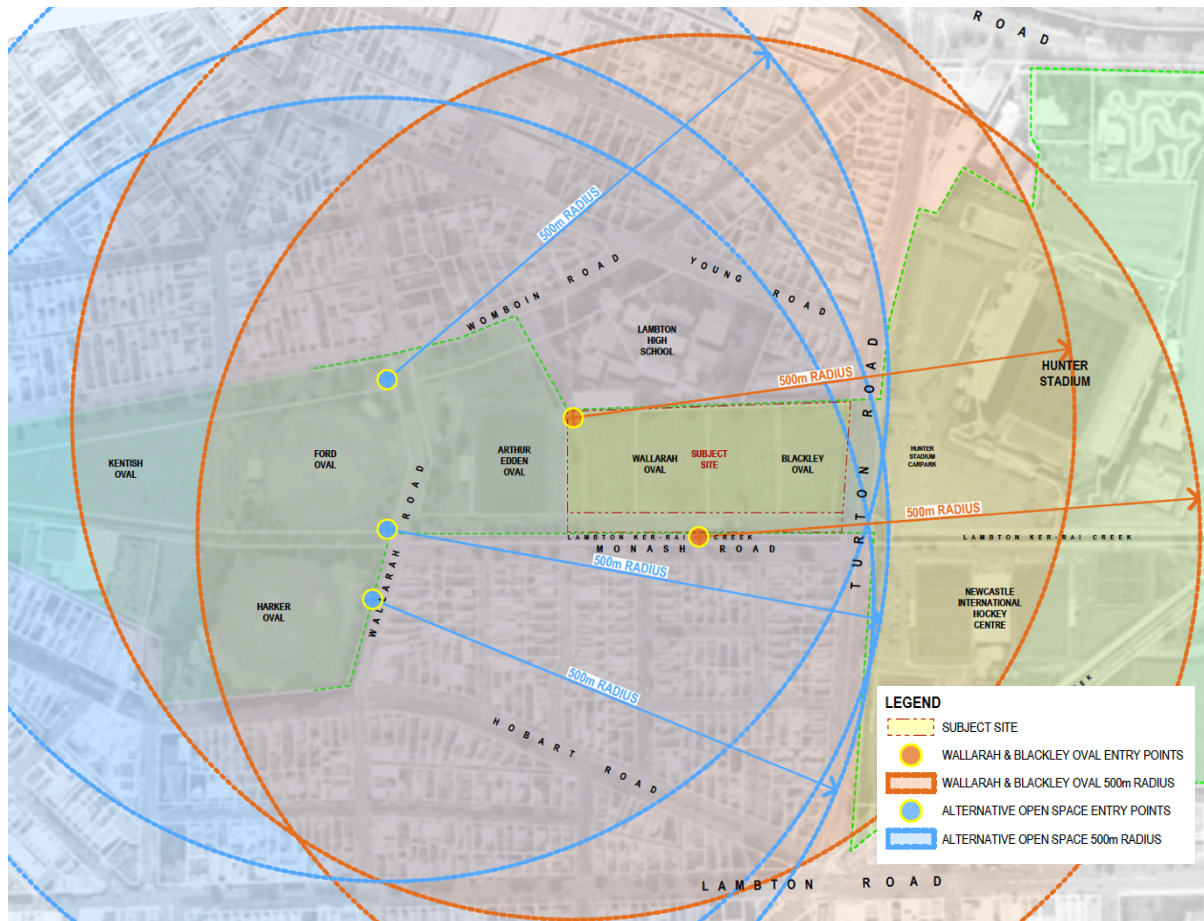 ROAD
500m RADIUS
WOMBOIN ROAD
YOUNG ROAD
LAMBTON
HIGH
SCHOOL
TURTON ROAD
500m RADIUS
HUNTER
STADIUM
KENTISH
OVAL
FORD
OVAL
ARTHUR
EDDEN
OVAL
WALLARAH
OVAL
SUBJECT
SITE
BLACKLEY
OVAL
HUNTER
STADIUM
CARPARK
WALLARAH ROAD
500m RADIUS
LAMBTON KER-RAI CREEK
MONASH ROAD
LAMBTON KER-RAI CREEK
500m RADIUS
HARKER
OVAL
NEWCASTLE
INTERNATIONAL
HOCKEY
CENTRE
500m RADIUS
HOBART ROAD
LAMBTON ROAD
LEGEND
SUBJECT SITE
WALLARAH & BLACKLEY OVAL ENTRY POINTS
WALLARAH & BLACKLEY OVAL 500m RADIUS
ALTERNATIVE OPEN SPACE ENTRY POINTS
ALTERNATIVE OPEN SPACE 500m RADIUS